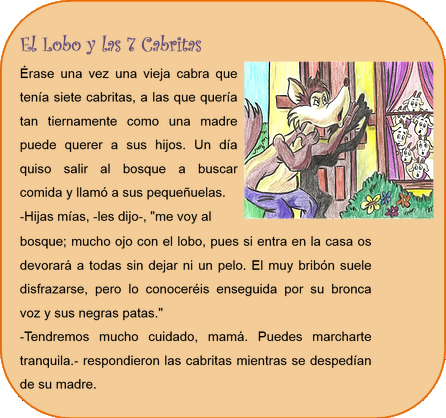 El Lobo y las 7 Cabritas
Érase una vez una vieja cabra que
tenía siete cabritas, a las que quería
tan tiernamente como una madre
puede querer a sus hijos. Un día
quiso salir al bosque a buscar
comida y llamó a sus pequeñuelas.
-Hijas mías, -les dijo-, "me voy al
bosque; mucho ojo con el lobo, pues si entra en la casa os
devorará a todas sin dejar ni un pelo. El muy bribón suele
disfrazarse, pero lo conoceréis enseguida por su bronca
voz y sus negras patas."
-Tendremos mucho cuidado, mamá. Puedes marcharte
tranquila.- respondieron las cabritas mientras se despedían
de su madre.